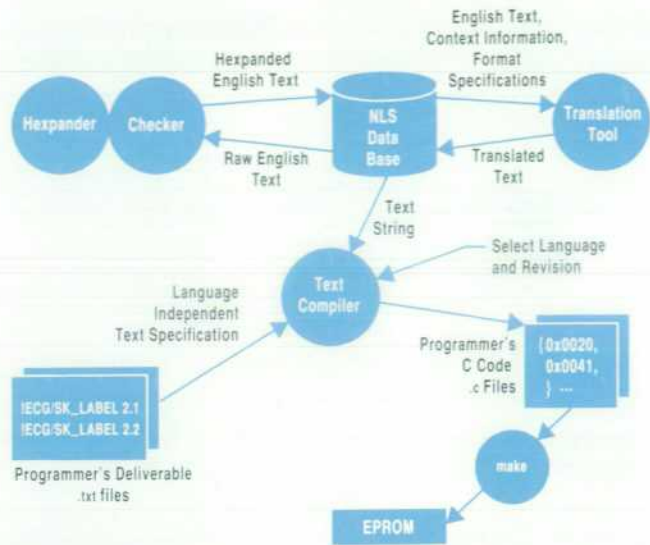 English Text,
Context Information,
Format
Specifications
Hexpanded
English Text
Hexpander
Checker
NLS
Data
Base
Translation
Tool
Raw English
Text
Translated
Text
Text
String
Select Language
and Revision
Text
Compiler
Language
Independent
Text Specification
Programmer's
C Code
.c Files
{0x0020,
0x0041,
} ...
!ECG/SK_LABEL 2.1
!ECG/SK_LABEL 2.2
Programmer's Deliverable
.txt files
make
EPROM